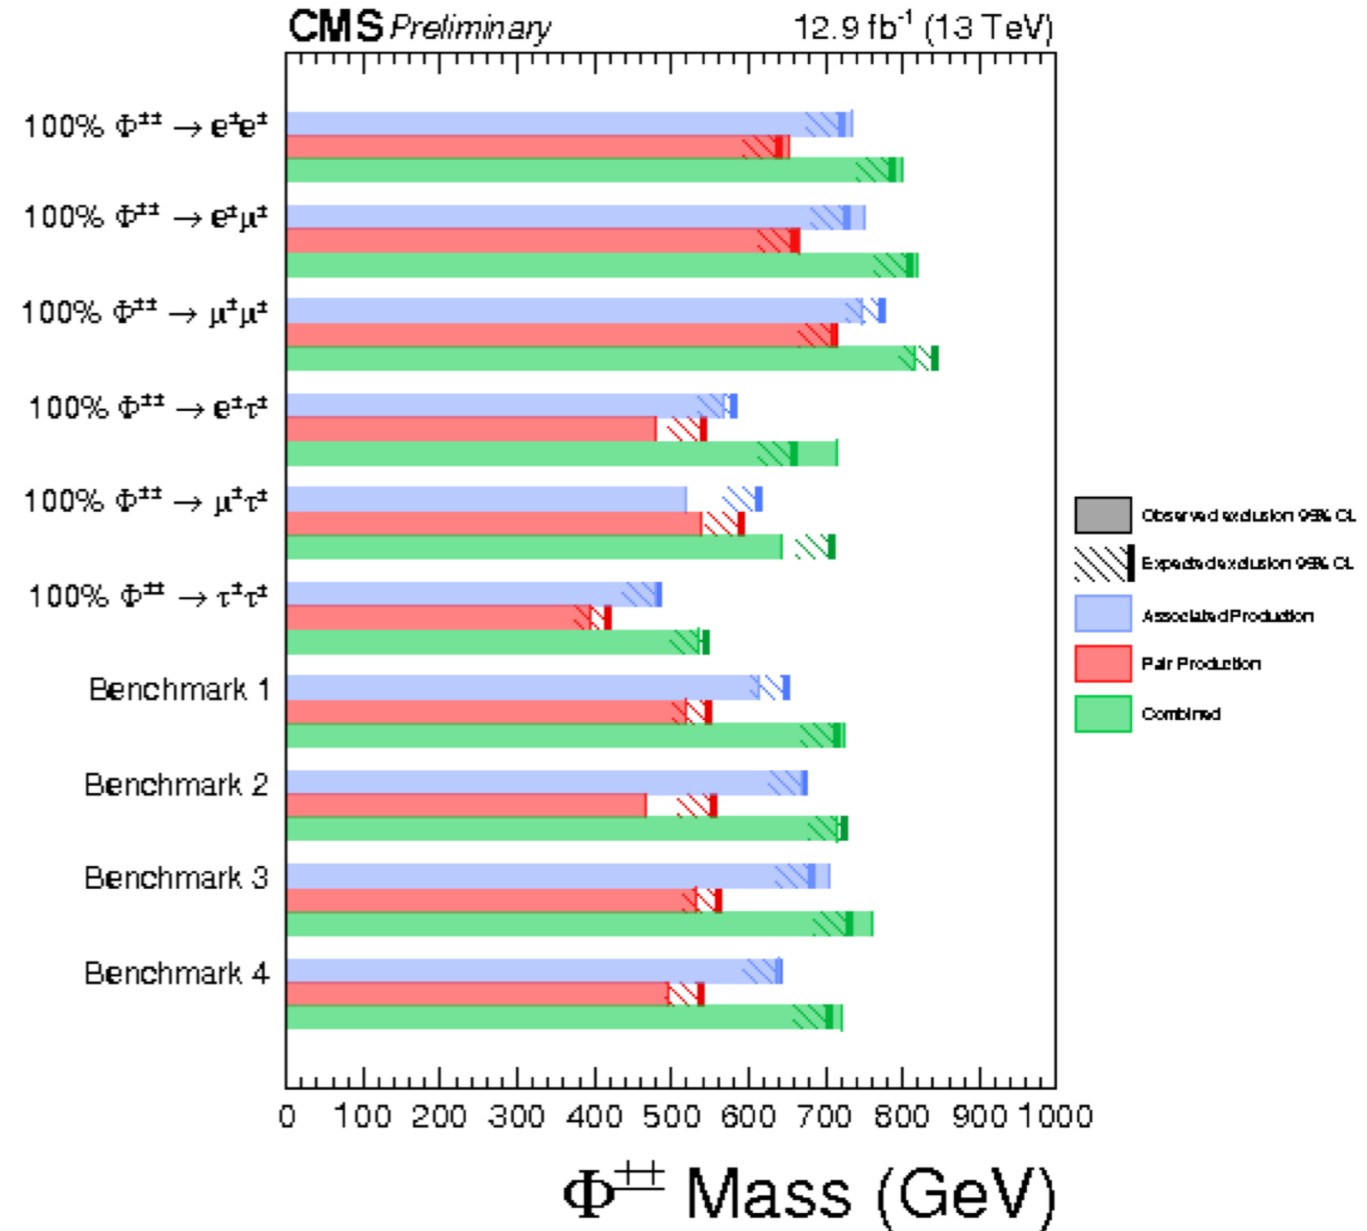 CMS Preliminary 12.9 fb⁻¹ (13 TeV)
100% Φ±± → e±e±
100% Φ±± → e±μ±
100% Φ±± → μ±μ±
100% Φ±± → e±τ±
100% Φ±± → μ±τ±
100% Φ±± → τ±τ±
Benchmark 1
Benchmark 2
Benchmark 3
Benchmark 4
0 100 200 300 400 500 600 700 800 900 1000
Φ±± Mass (GeV)
Observed exclusion 95% CL
Expected exclusion 95% CL
Associated Production
Pair Production
Combined